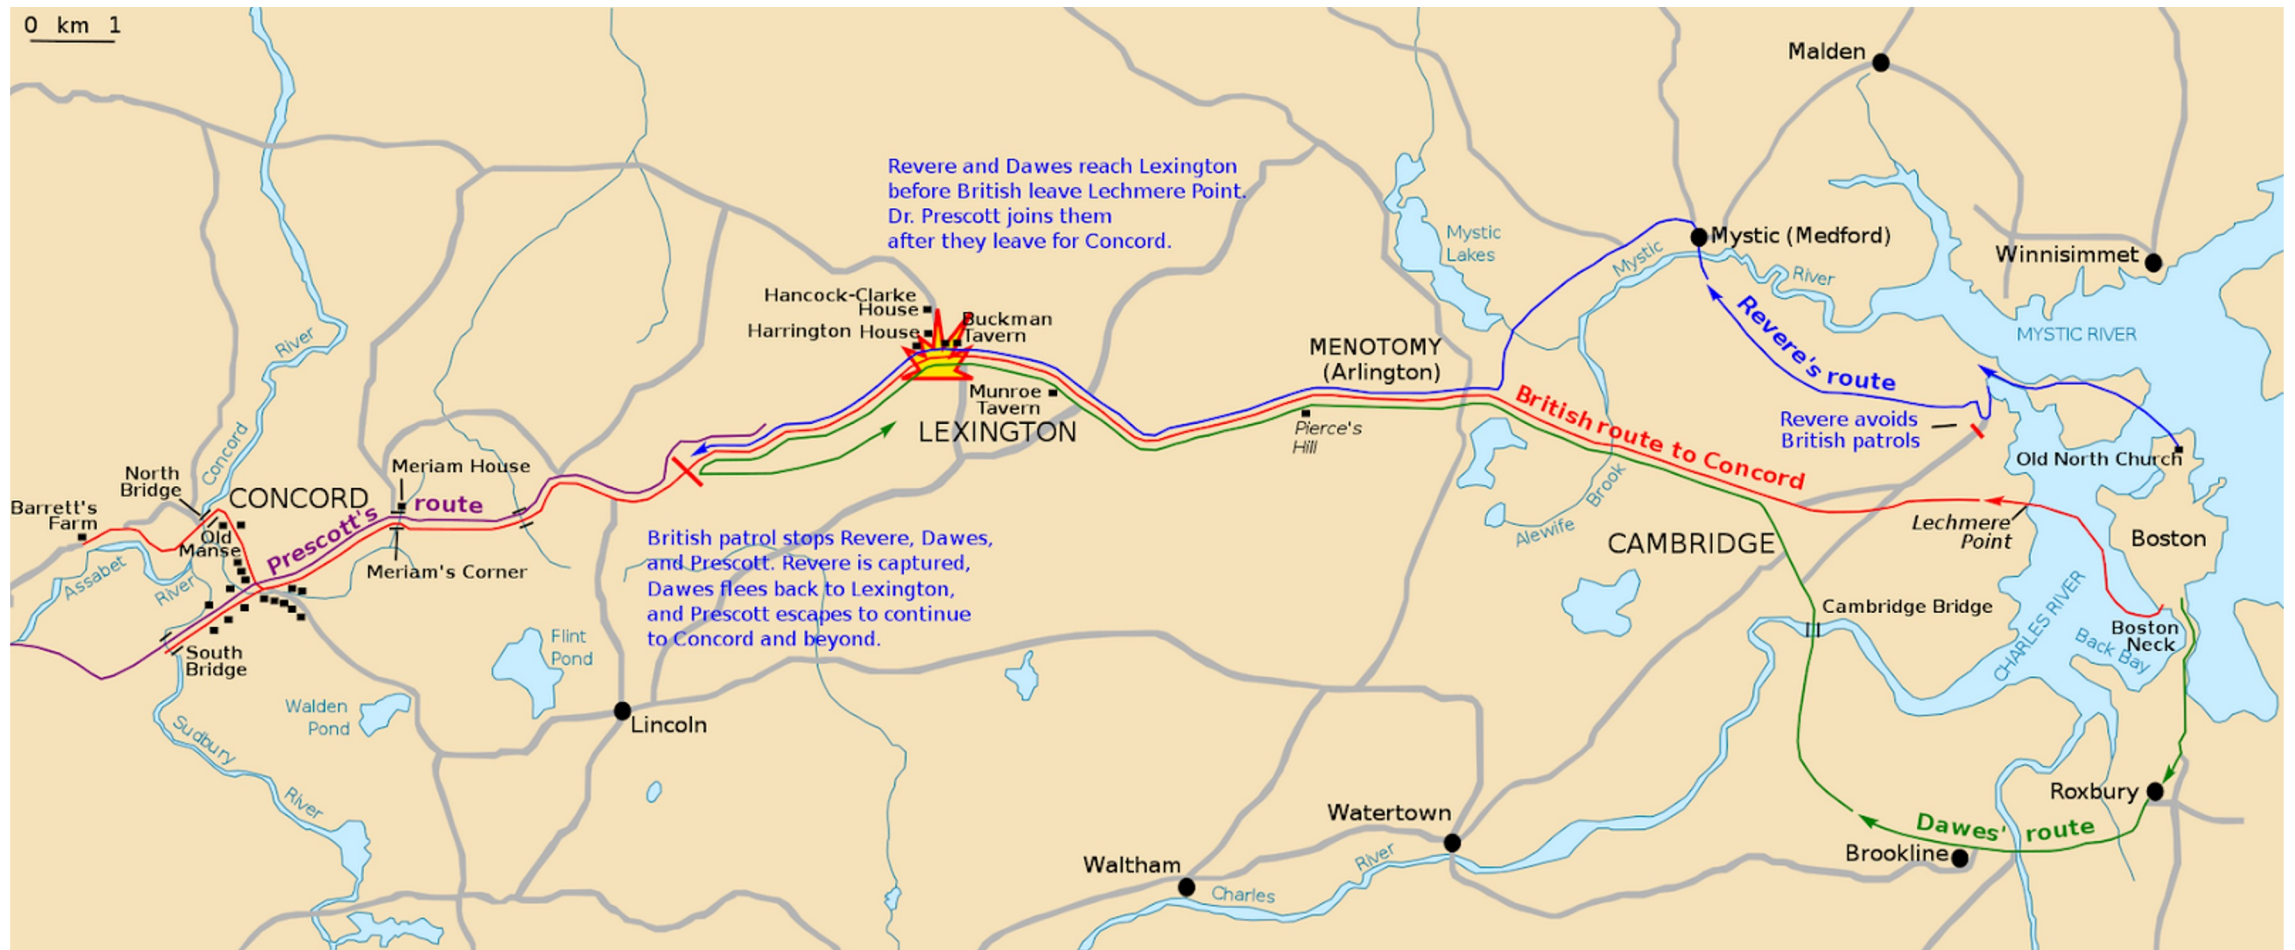 0 km 1
Malden
Revere and Dawes reach Lexington
before British leave Lechmere Point.
Dr. Prescott joins them
after they leave for Concord.
Mystic
Lakes
Mystic
River
Mystic (Medford)
Winnisimmet
MYSTIC RIVER
Hancock-Clarke
House
Harrington House
Buckman
Tavern
Munroe
Tavern
LEXINGTON
MENOTOMY
(Arlington)
Pierce's
Hill
Revere's route
Revere avoids
British patrols
Old North Church
British route to Concord
River
Concord
North
Bridge
CONCORD
Barrett's
Farm
Old
Manse
Meriam House
Prescott's route
Meriam's Corner
Assabet
River
South
Bridge
British patrol stops Revere, Dawes,
and Prescott. Revere is captured,
Dawes flees back to Lexington,
and Prescott escapes to continue
to Concord and beyond.
Alewife
Brook
CAMBRIDGE
Lechmere
Point
Boston
Cambridge Bridge
CHARLES RIVER
Back Bay
Boston
Neck
Flint
Pond
Walden
Pond
Lincoln
Sudbury
River
Watertown
Waltham
Charles
River
Roxbury
Dawes' route
Brookline